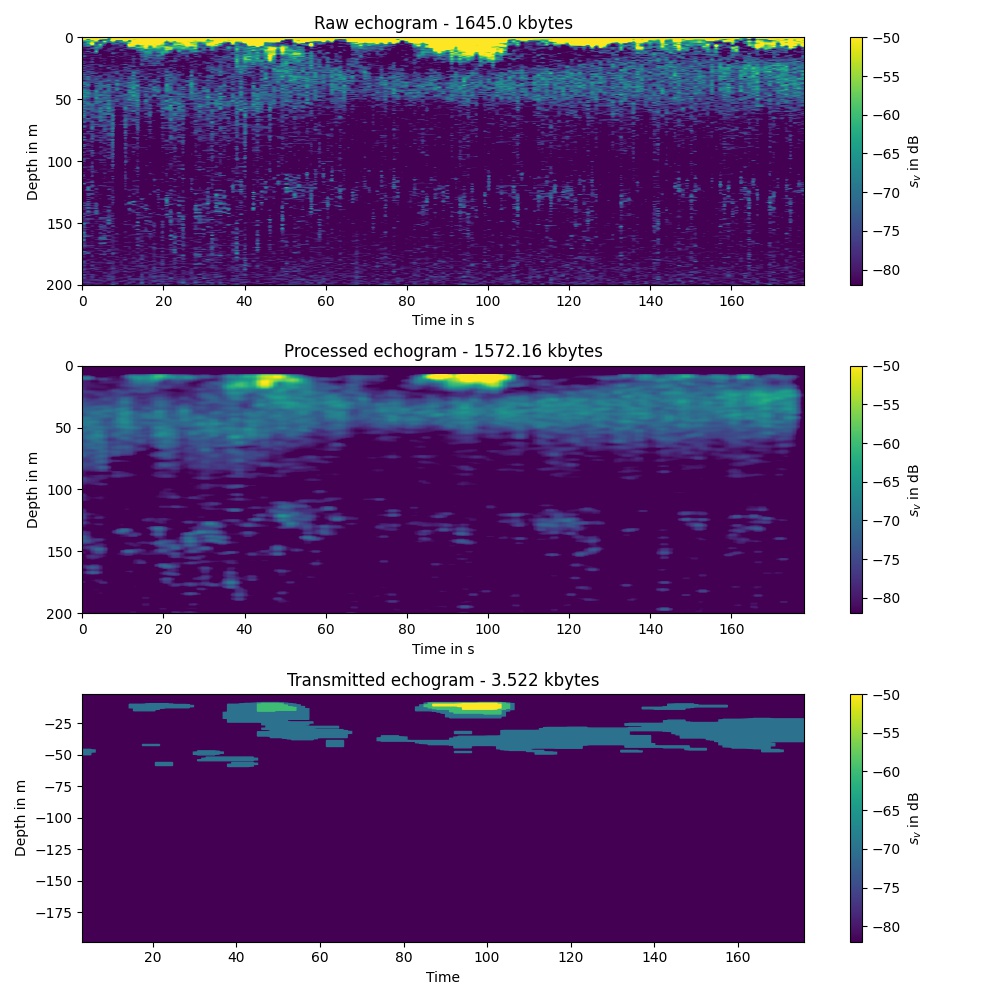 Raw echogram - 1645.0 kbytes
0
50
100
150
200
Depth in m
0 20 40 60 80 100 120 140 160
Time in s
−50
−55
−60
−65
−70
−75
−80
sv in dB
Processed echogram - 1572.16 kbytes
0
50
100
150
200
Depth in m
0 20 40 60 80 100 120 140 160
Time in s
−50
−55
−60
−65
−70
−75
−80
sv in dB
Transmitted echogram - 3.522 kbytes
−25
−50
−75
−100
−125
−150
−175
Depth in m
20 40 60 80 100 120 140 160
Time
−50
−55
−60
−65
−70
−75
−80
sv in dB